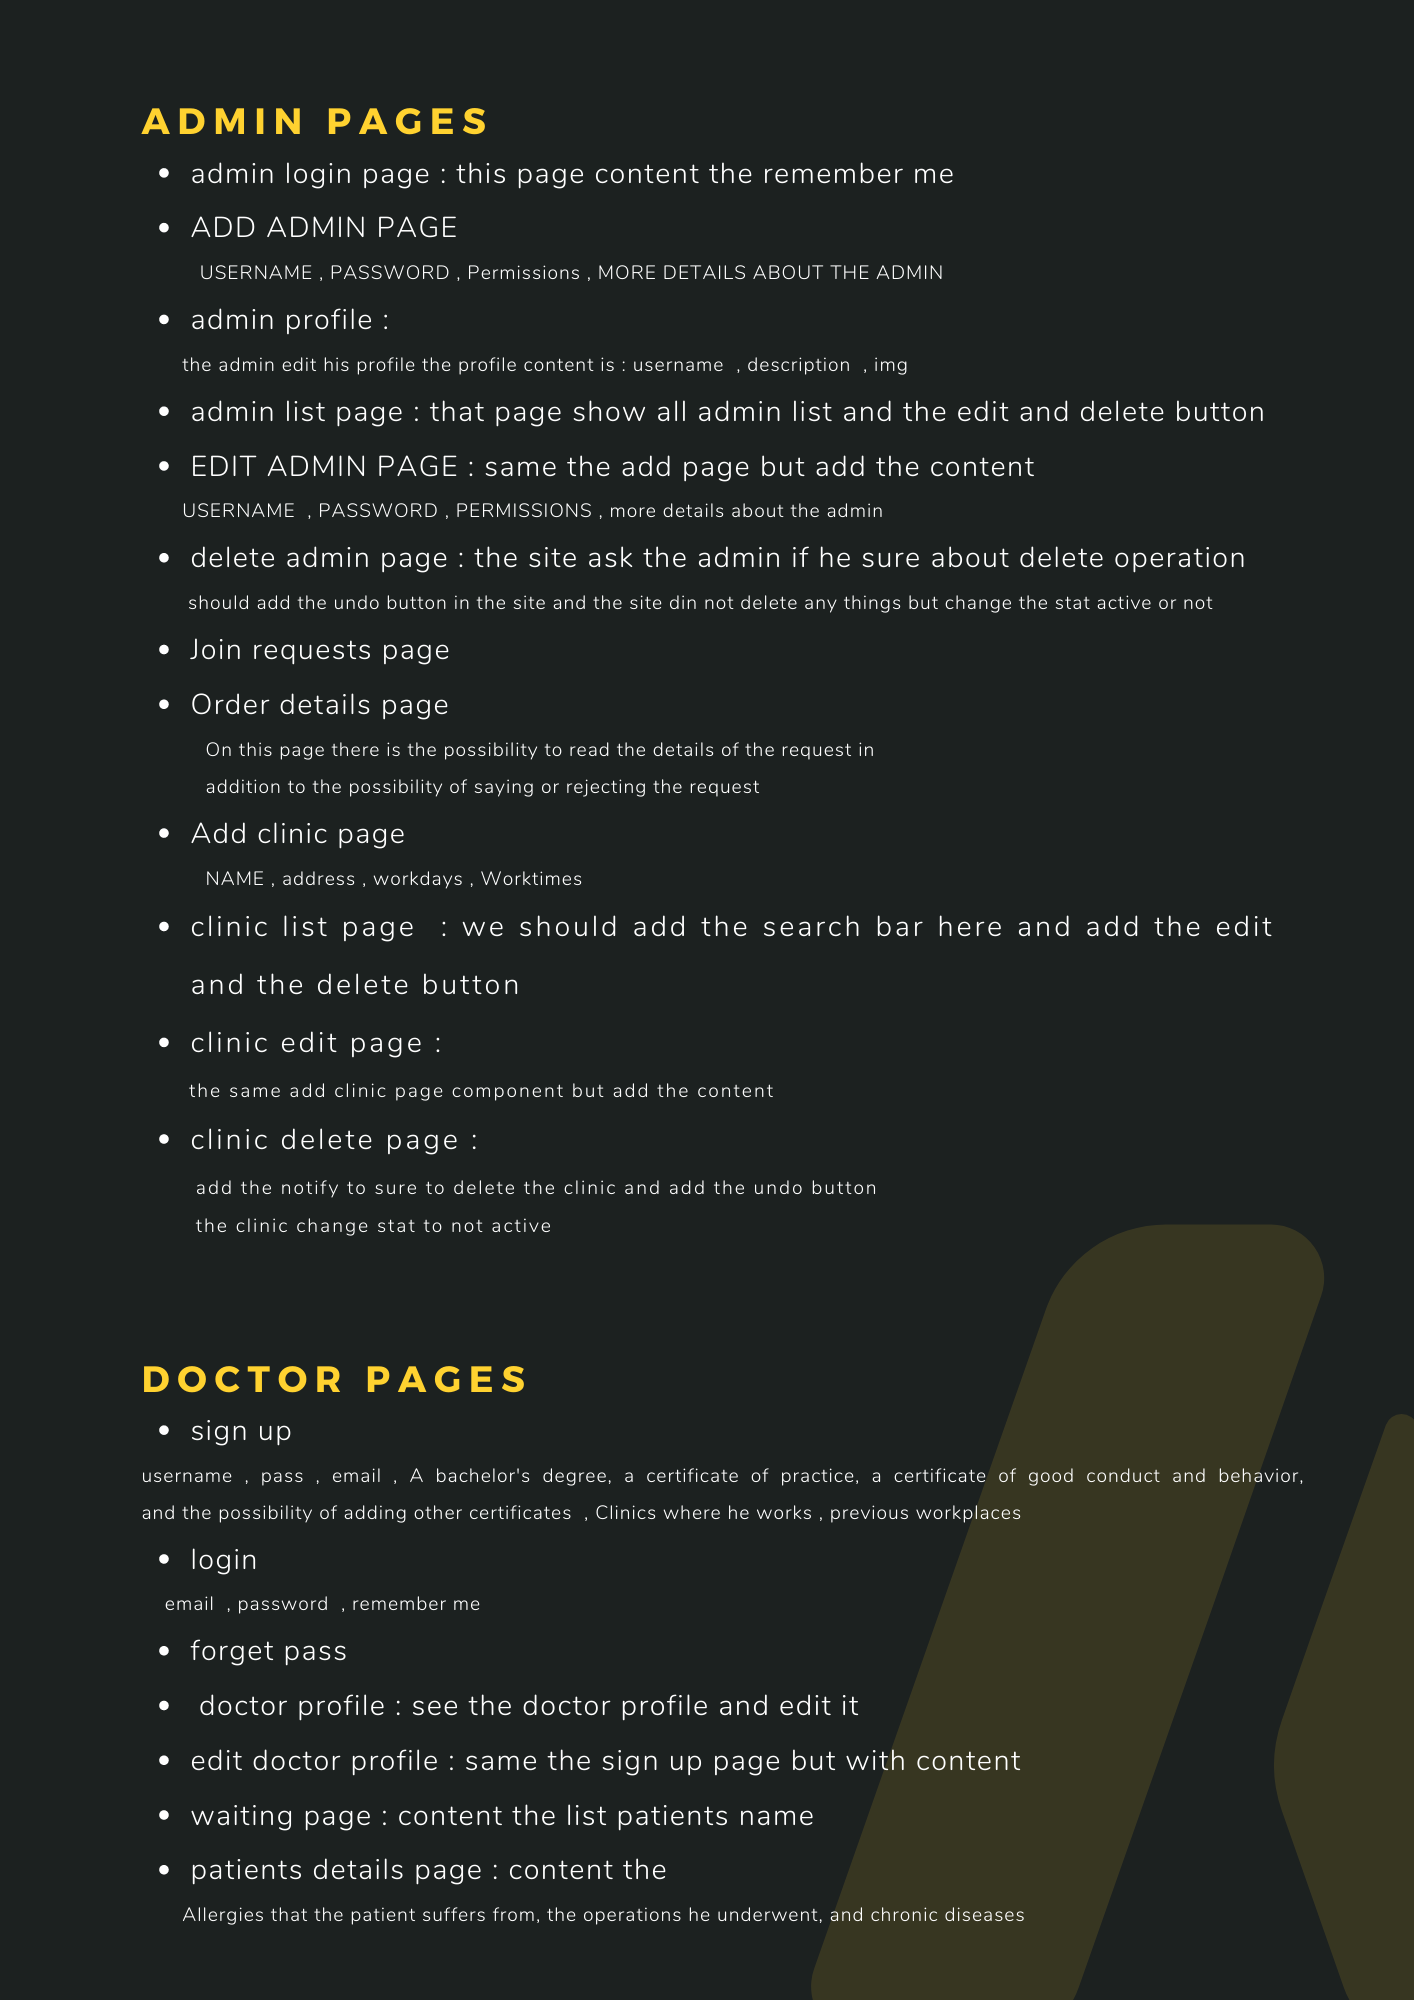 ADMIN PAGES
• admin login page : this page content the remember me
• ADD ADMIN PAGE
USERNAME , PASSWORD , Permissions , MORE DETAILS ABOUT THE ADMIN
• admin profile :
the admin edit his profile the profile content is : username , description , img
• admin list page : that page show all admin list and the edit and delete button
• EDIT ADMIN PAGE : same the add page but add the content
USERNAME , PASSWORD , PERMISSIONS , more details about the admin
• delete admin page : the site ask the admin if he sure about delete operation
should add the undo button in the site and the site din not delete any things but change the stat active or not
• Join requests page
• Order details page
On this page there is the possibility to read the details of the request in
addition to the possibility of saying or rejecting the request
• Add clinic page
NAME , address , workdays , Worktimes
• clinic list page : we should add the search bar here and add the edit
and the delete button
• clinic edit page :
the same add clinic page component but add the content
• clinic delete page :
add the notify to sure to delete the clinic and add the undo button
the clinic change stat to not active
DOCTOR PAGES
• sign up
username , pass , email , A bachelor's degree, a certificate of practice, a certificate of good conduct and behavior,
and the possibility of adding other certificates , Clinics where he works , previous workplaces
• login
email , password , remember me
• forget pass
• doctor profile : see the doctor profile and edit it
• edit doctor profile : same the sign up page but with content
• waiting page : content the list patients name
• patients details page : content the
Allergies that the patient suffers from, the operations he underwent, and chronic diseases